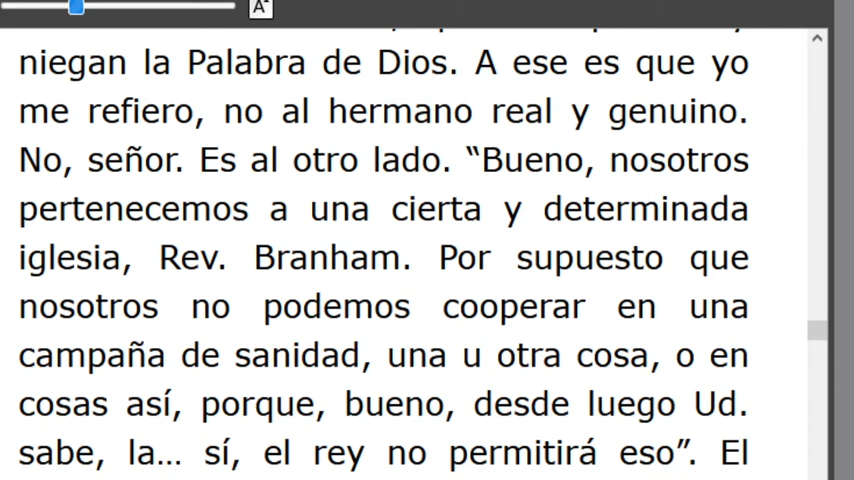 A
niegan la Palabra de Dios. A ese es que yo
me refiero, no al hermano real y genuino.
No, señor. Es al otro lado. “Bueno, nosotros
pertenecemos a una cierta y determinada
iglesia, Rev. Branham. Por supuesto que
nosotros no podemos cooperar en una
campaña de sanidad, una u otra cosa, o en
cosas así, porque, bueno, desde luego Ud.
sabe, la... sí, el rey no permitirá eso”. El